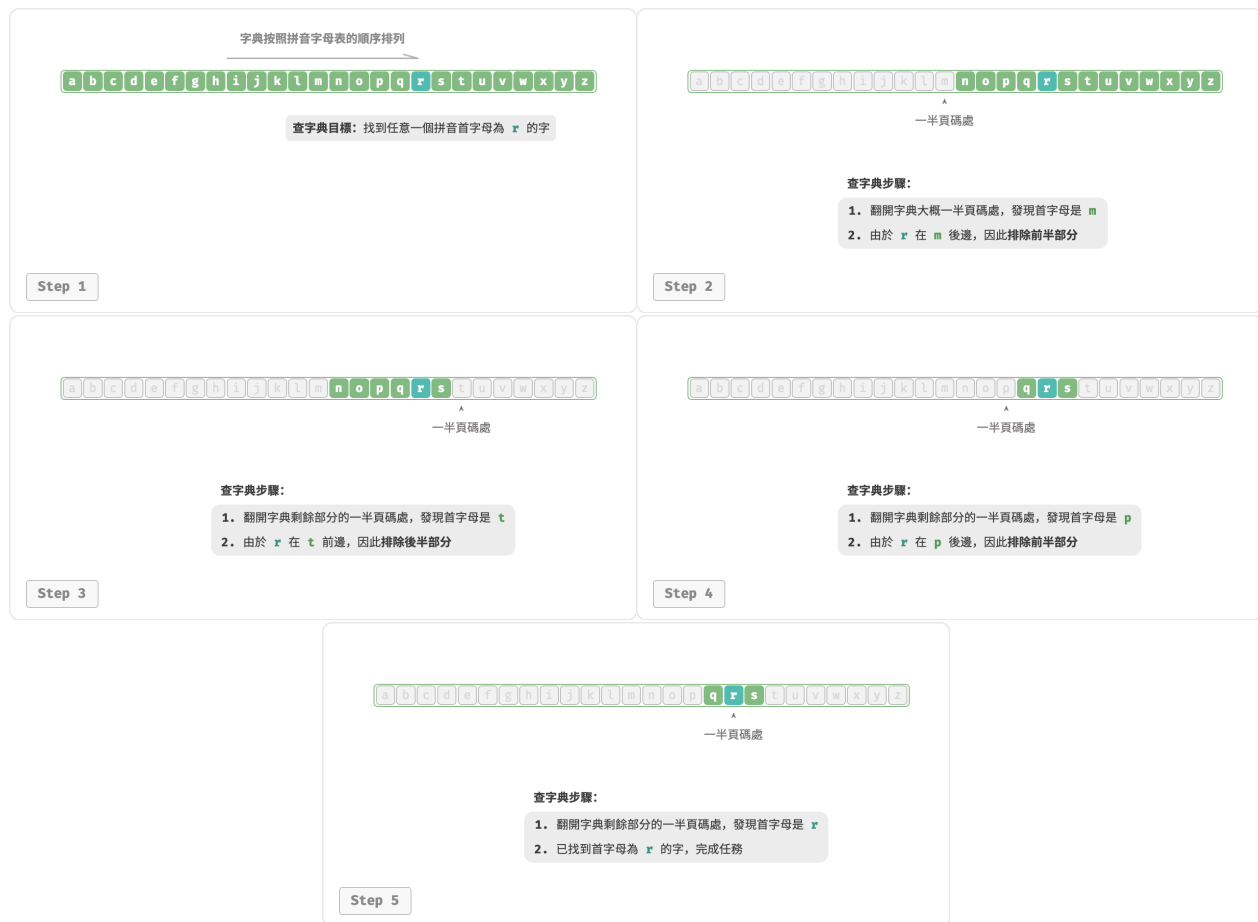 字典按照拼音字母表的順序排列
a b c d e f g h i j k l m n o p q r s t u v w x y z
查字典目標：找到任意一個拼音首字母為 r 的字
Step 1
a b c d e f g h i j k l m n o p q r s t u v w x y z
一半頁碼處
查字典步驟：
1. 翻開字典大概一半頁碼處，發現首字母是 m
2. 由於 r 在 m 後邊，因此排除前半部分
Step 2
a b c d e f g h i j k l m n o p q r s t u v w x y z
一半頁碼處
查字典步驟：
1. 翻開字典剩餘部分的一半頁碼處，發現首字母是 t
2. 由於 r 在 t 前邊，因此排除後半部分
Step 3
a b c d e f g h i j k l m n o p q r s t u v w x y z
一半頁碼處
查字典步驟：
1. 翻開字典剩餘部分的一半頁碼處，發現首字母是 p
2. 由於 r 在 p 後邊，因此排除前半部分
Step 4
a b c d e f g h i j k l m n o p q r s t u v w x y z
一半頁碼處
查字典步驟：
1. 翻開字典剩餘部分的一半頁碼處，發現首字母是 r
2. 已找到首字母為 r 的字，完成任務
Step 5